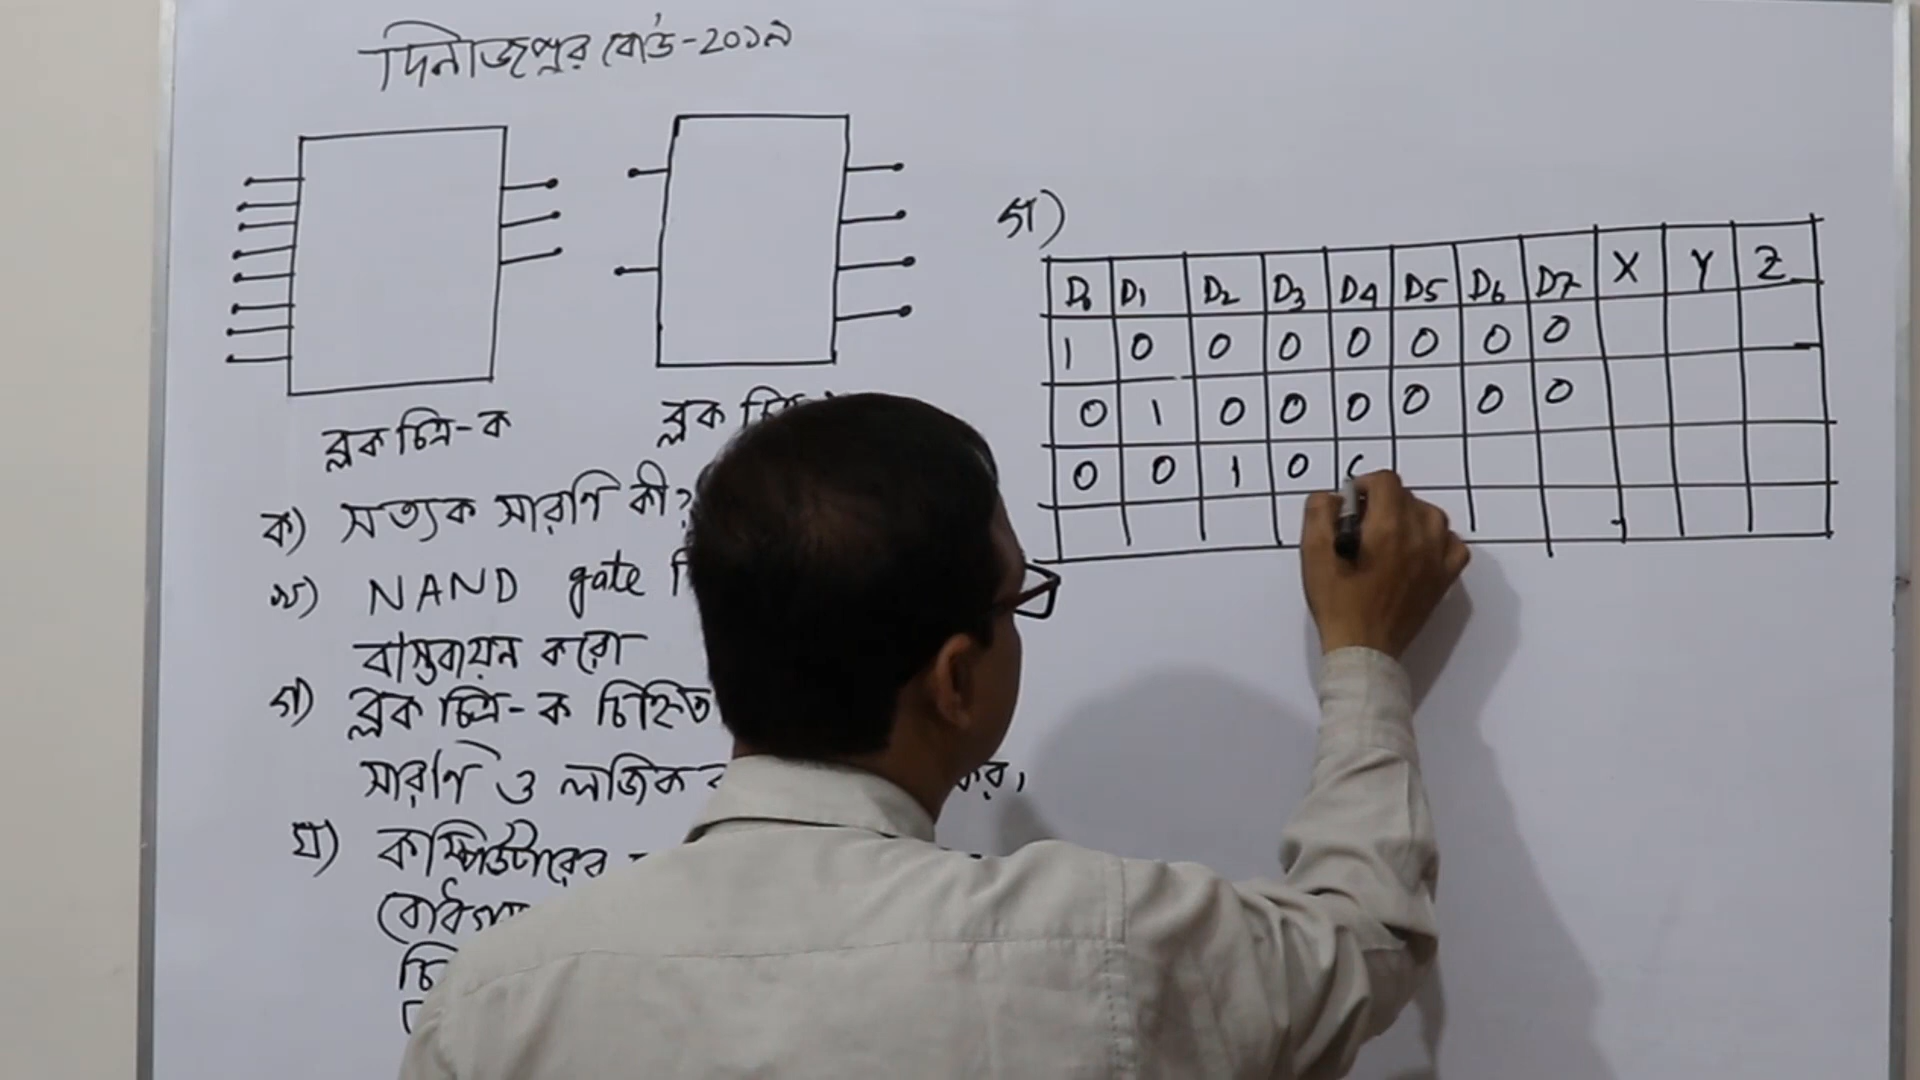 দিনাজপুর বোর্ড-২০১৯
ব্লক চিত্র-ক
ব্লক
ক) সত্যক সারণি কী?
খ) NAND gate
বাস্তবায়ন করো
গ) ব্লক চিত্র-ক চিহ্নিত
সারণি ও লজিক কর।
ঘ) কম্পিউটারের
গ)
D₀ D₁ D₂ D₃ D₄ D₅ D₆ D₇ X Y Z
1 0 0 0 0 0 0 0
0 1 0 0 0 0 0 0
0 0 1 0